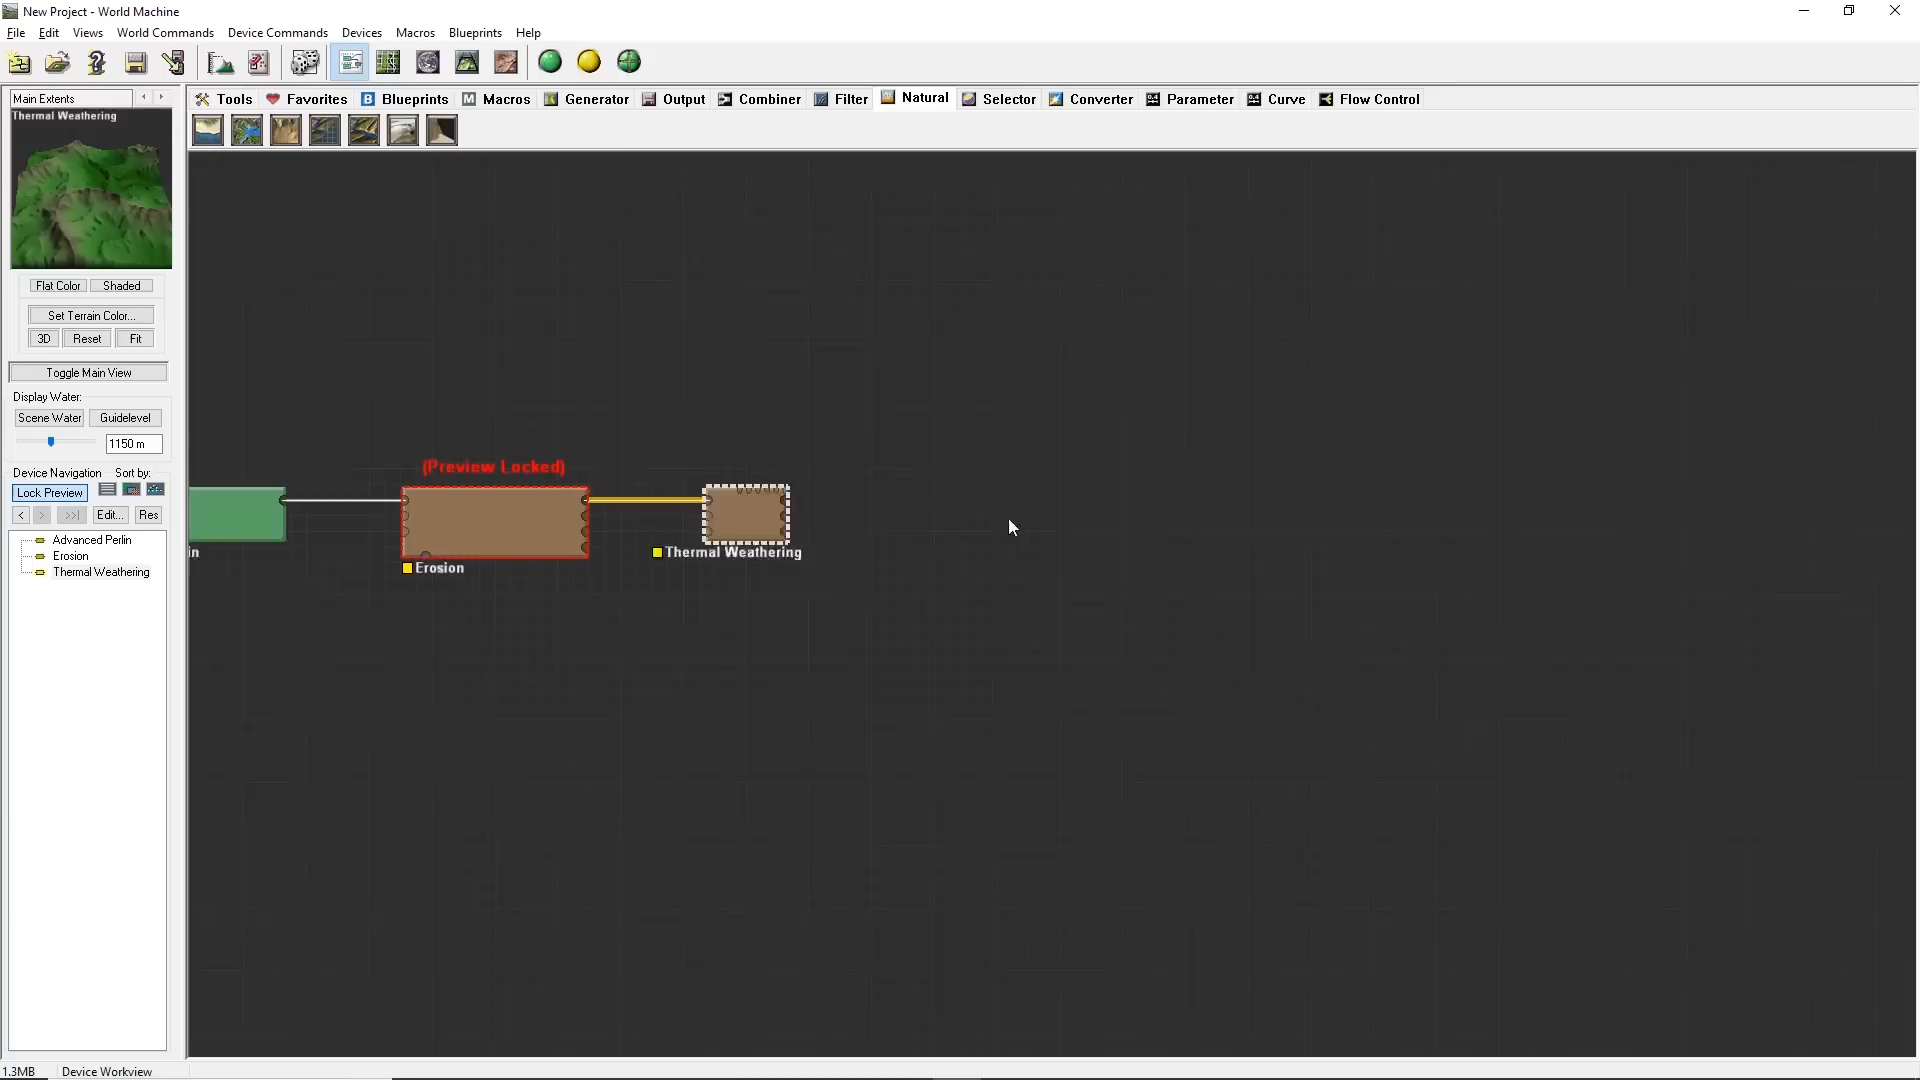 New Project - World Machine
File Edit Views World Commands Device Commands Devices Macros Blueprints Help
Main Extents
Tools Favorites Blueprints Macros Generator Output Combiner Filter Natural Selector Converter Parameter Curve Flow Control
Thermal Weathering
Flat Color Shaded
Set Terrain Color...
3D Reset Fit
Toggle Main View
Display Water:
Scene Water Guidelevel
1150 m
Device Navigation Sort by:
Lock Preview
< > >>| Edit... Res
Advanced Perlin
Erosion
Thermal Weathering
(Preview Locked)
in
Erosion
Thermal Weathering
1.3MB Device Workview